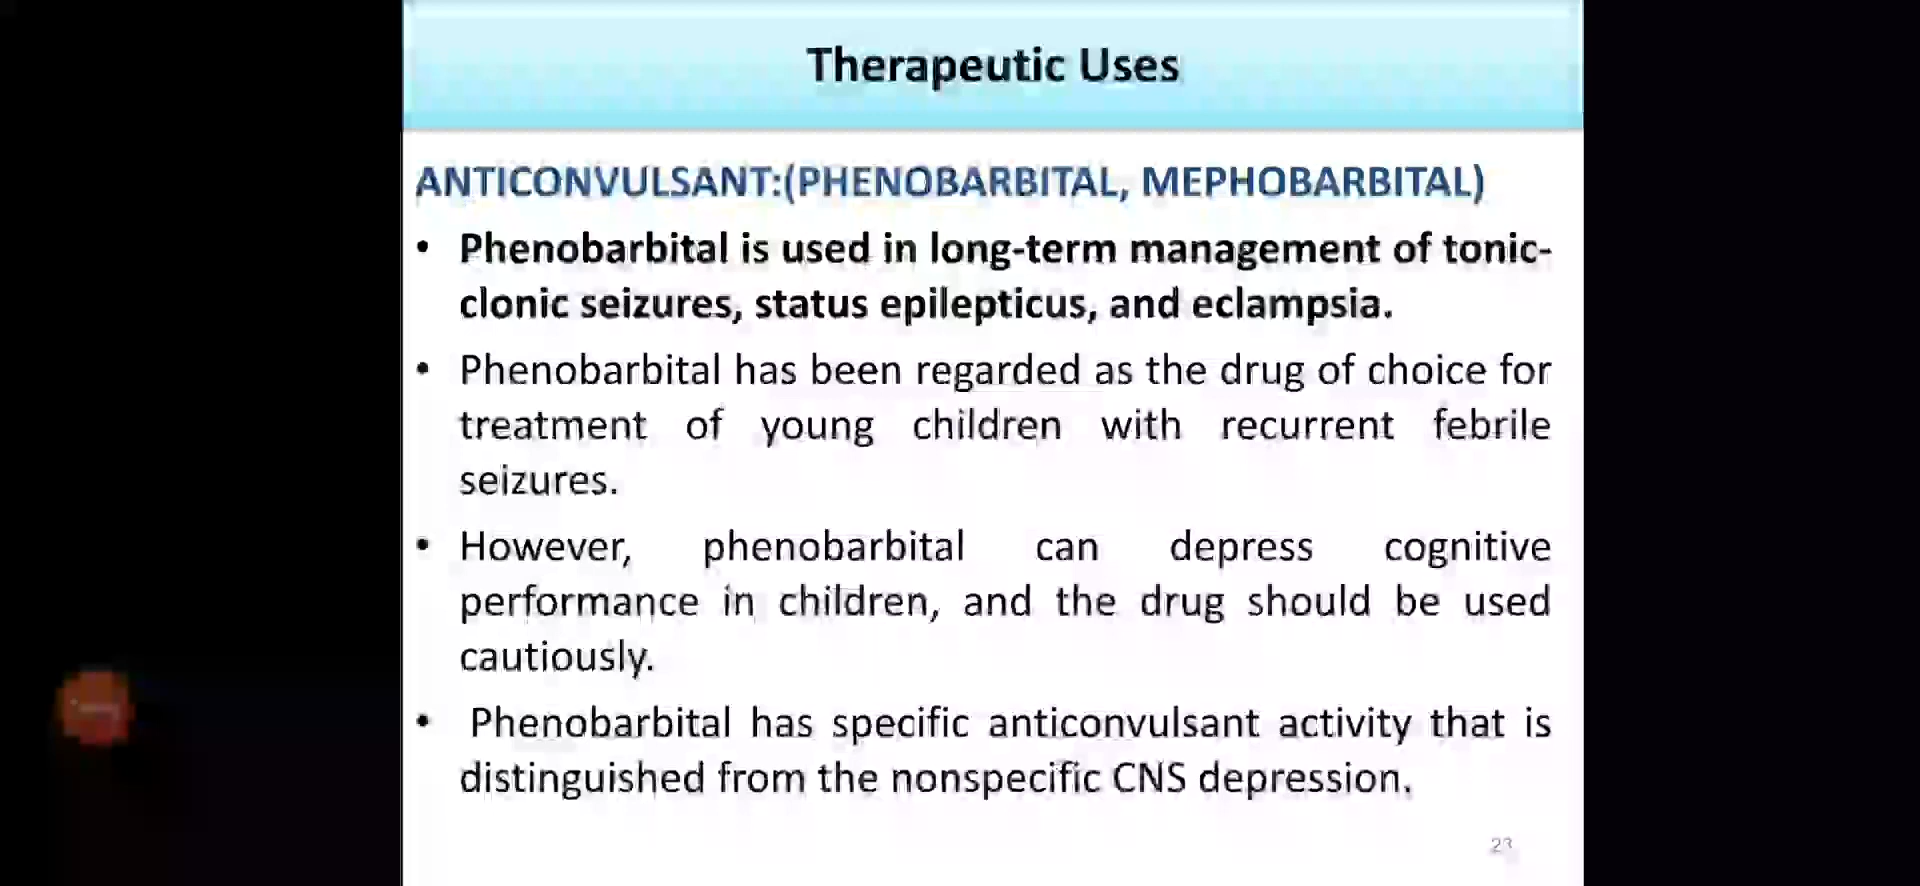 Therapeutic Uses
ANTICONVULSANT:(PHENOBARBITAL, MEPHOBARBITAL)
• Phenobarbital is used in long-term management of tonic-
clonic seizures, status epilepticus, and eclampsia.
• Phenobarbital has been regarded as the drug of choice for
treatment of young children with recurrent febrile
seizures.
• However, phenobarbital can depress cognitive
performance in children, and the drug should be used
cautiously.
• Phenobarbital has specific anticonvulsant activity that is
distinguished from the nonspecific CNS depression.
23